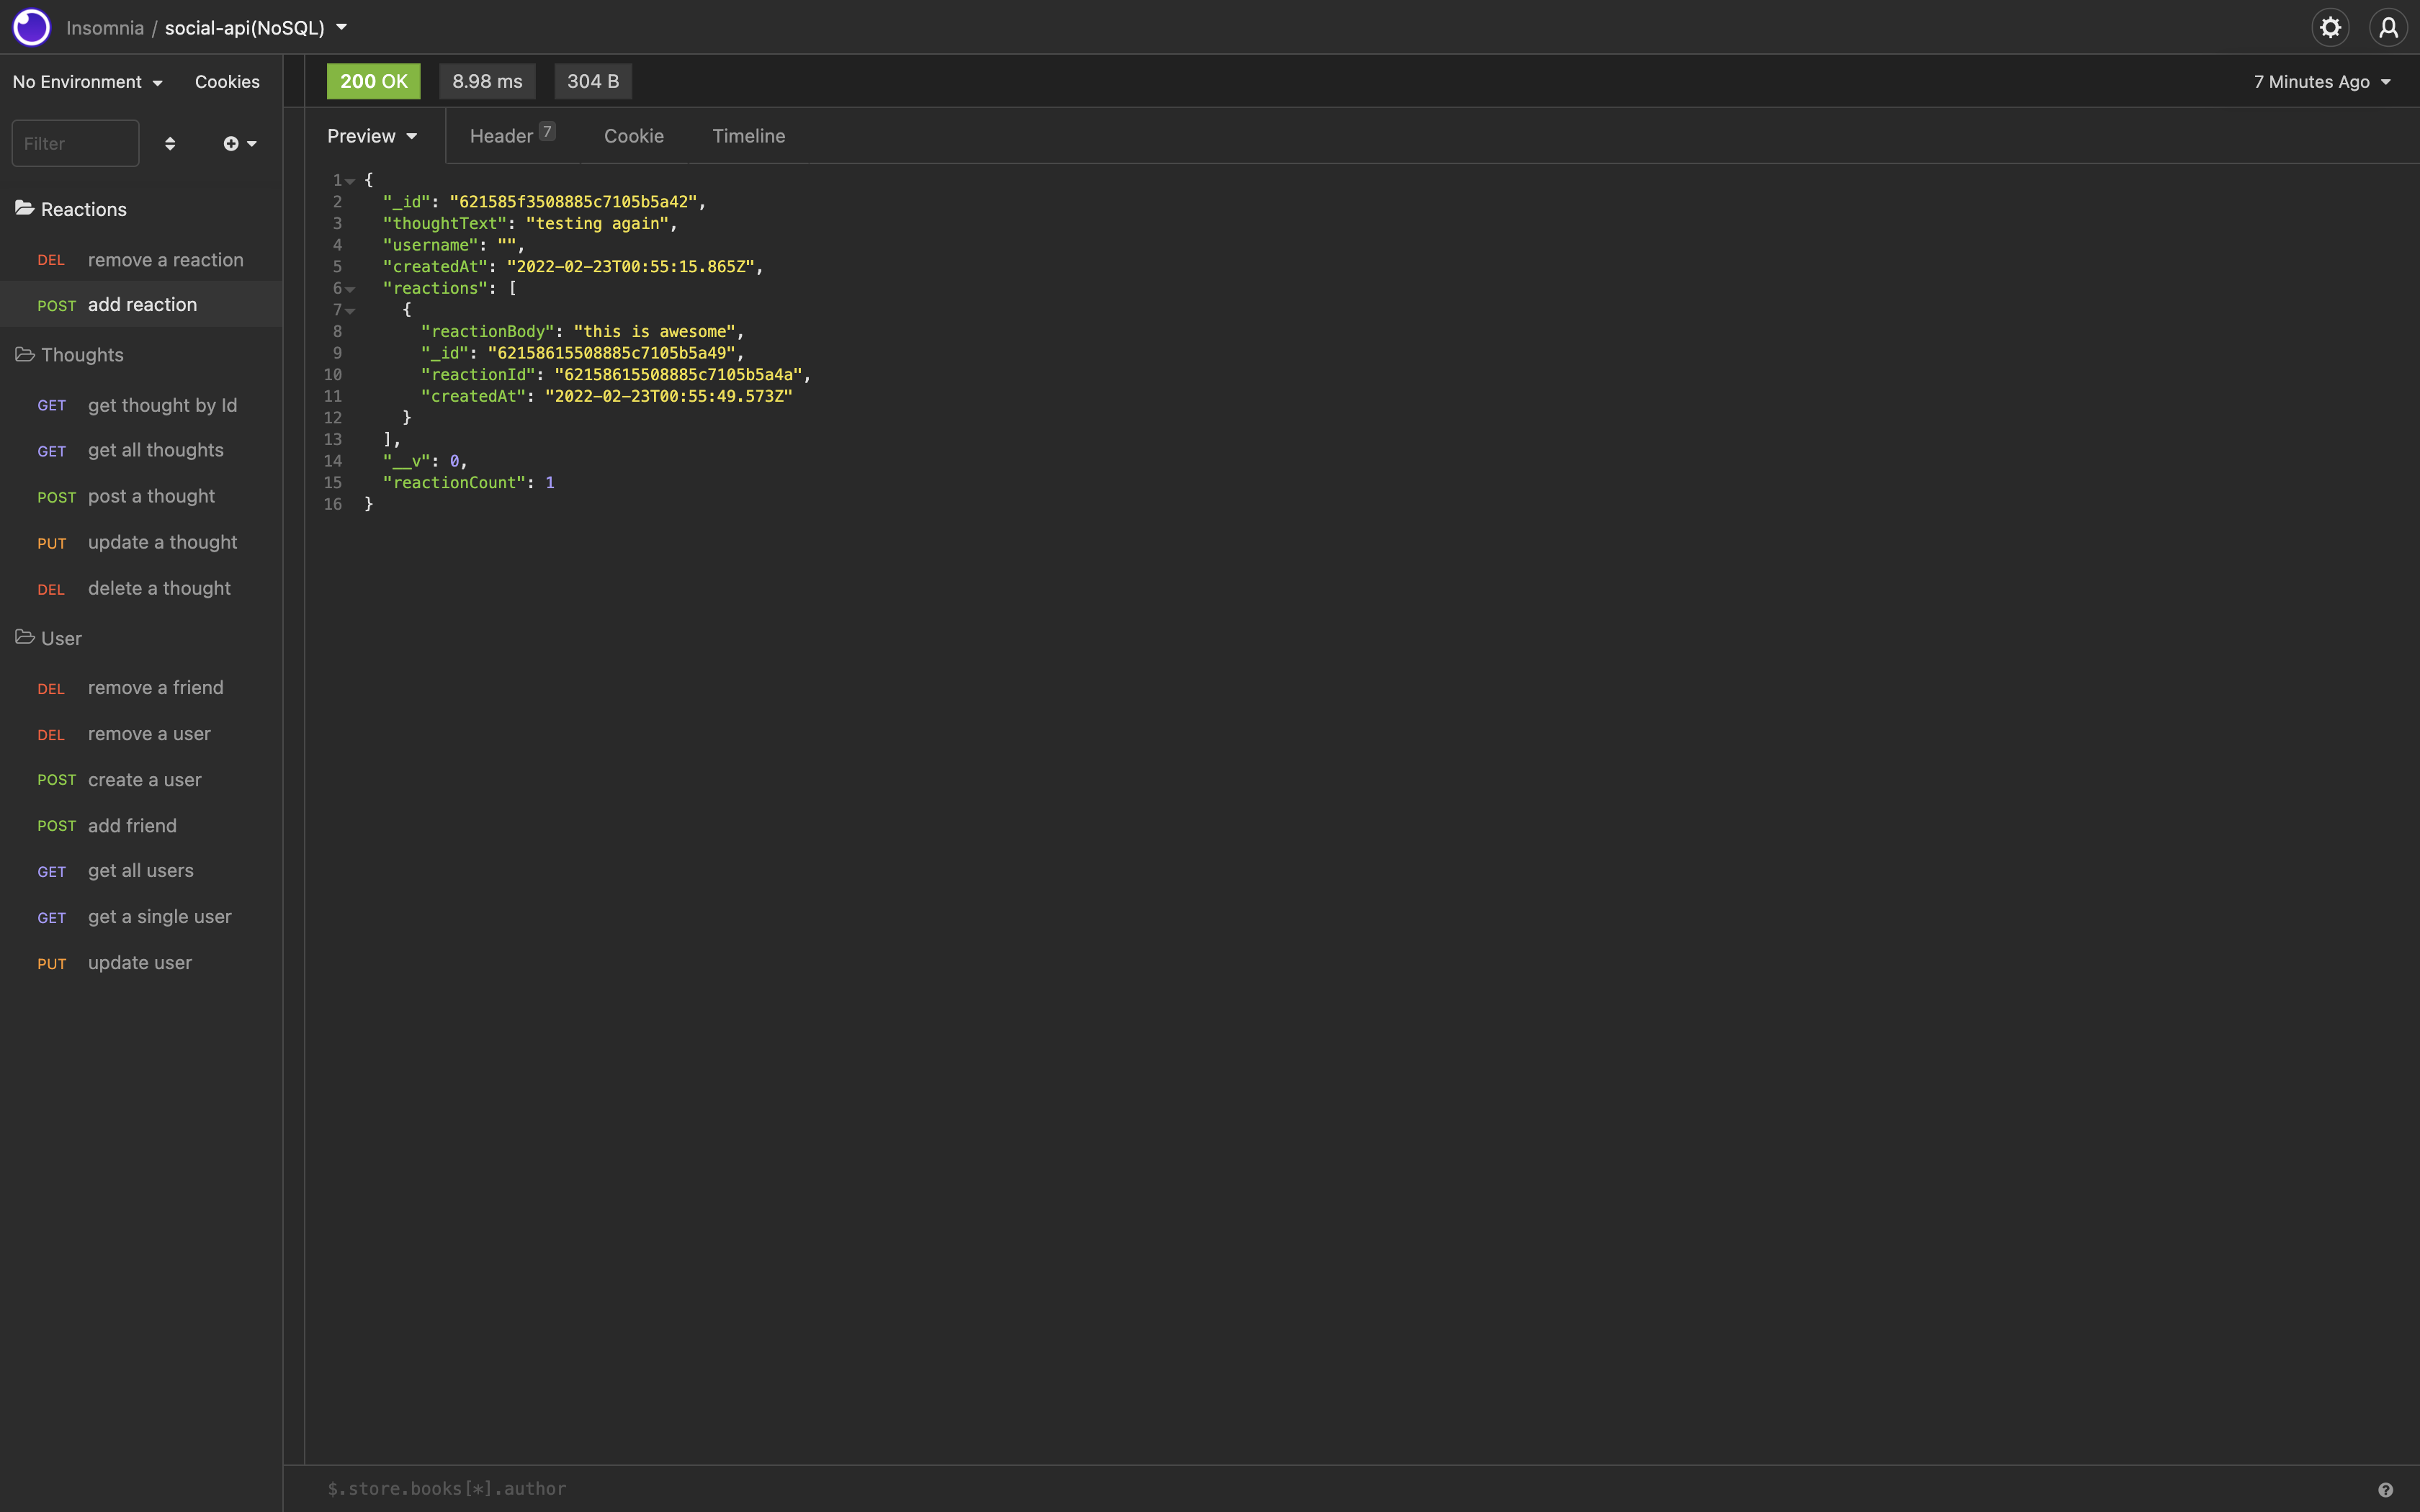 Insomnia / social-api(NoSQL)
No Environment Cookies
200 OK 8.98 ms 304 B
7 Minutes Ago
Filter
Preview Header 7 Cookie Timeline
Reactions
DEL remove a reaction
POST add reaction
Thoughts
GET get thought by Id
GET get all thoughts
POST post a thought
PUT update a thought
DEL delete a thought
User
DEL remove a friend
DEL remove a user
POST create a user
POST add friend
GET get all users
GET get a single user
PUT update user
1 {
2 "_id": "621585f3508885c7105b5a42",
3 "thoughtText": "testing again",
4 "username": "",
5 "createdAt": "2022-02-23T00:55:15.865Z",
6 "reactions": [
7 {
8 "reactionBody": "this is awesome",
9 "_id": "62158615508885c7105b5a49",
10 "reactionId": "62158615508885c7105b5a4a",
11 "createdAt": "2022-02-23T00:55:49.573Z"
12 }
13 ],
14 "__v": 0,
15 "reactionCount": 1
16 }
$.store.books[*].author